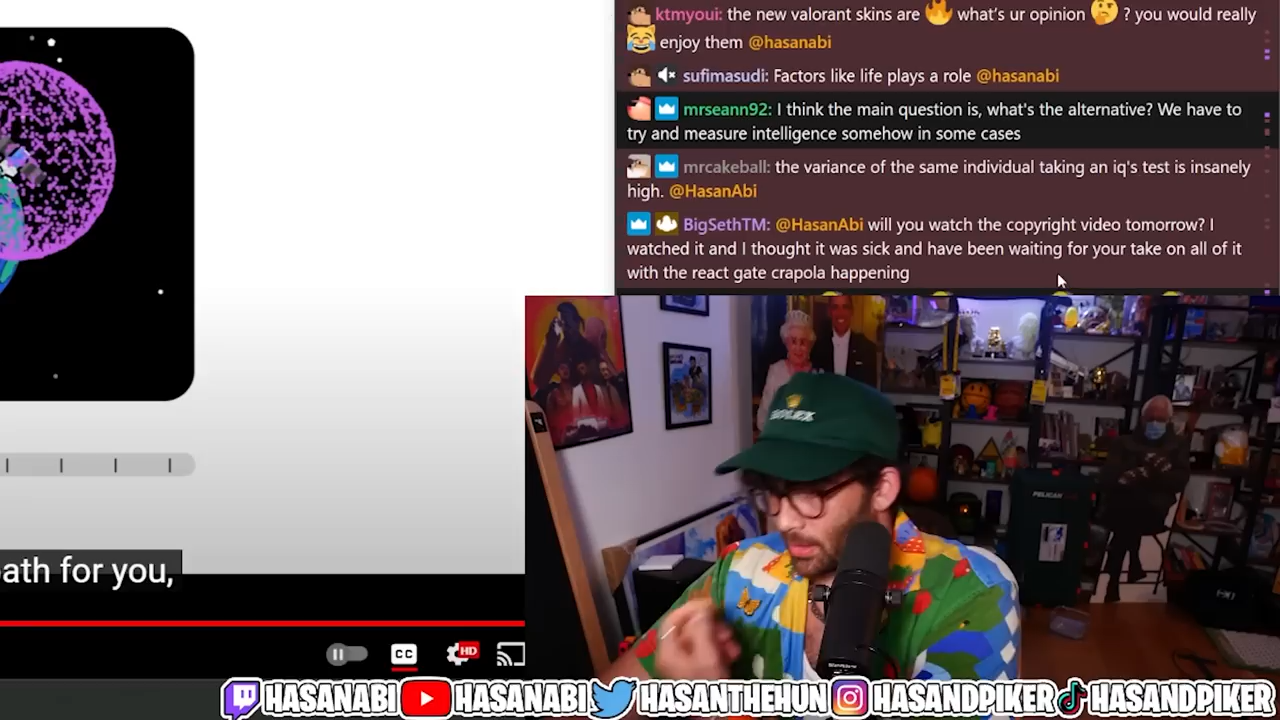 ktmyoui: the new valorant skins are 🔥 what's ur opinion 🤔 ? you would really
😹 enjoy them @hasanabi
sufimasudi: Factors like life plays a role @hasanabi
mrseann92: I think the main question is, what's the alternative? We have to
try and measure intelligence somehow in some cases
mrcakeball: the variance of the same individual taking an iq's test is insanely
high. @HasanAbi
BigSethTM: @HasanAbi will you watch the copyright video tomorrow? I
watched it and I thought it was sick and have been waiting for your take on all of it
with the react gate crapola happening
ROLEX
PELICAN
ath for you,
CC
HD
HASANABI HASANABI HASANTHEHUN HASANDPIKER HASANDPIKER